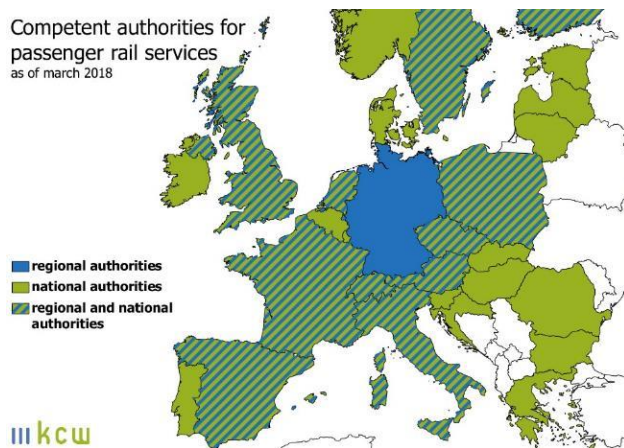 Competent authorities for
passenger rail services
as of march 2018
regional authorities
national authorities
regional and national
authorities
kcw